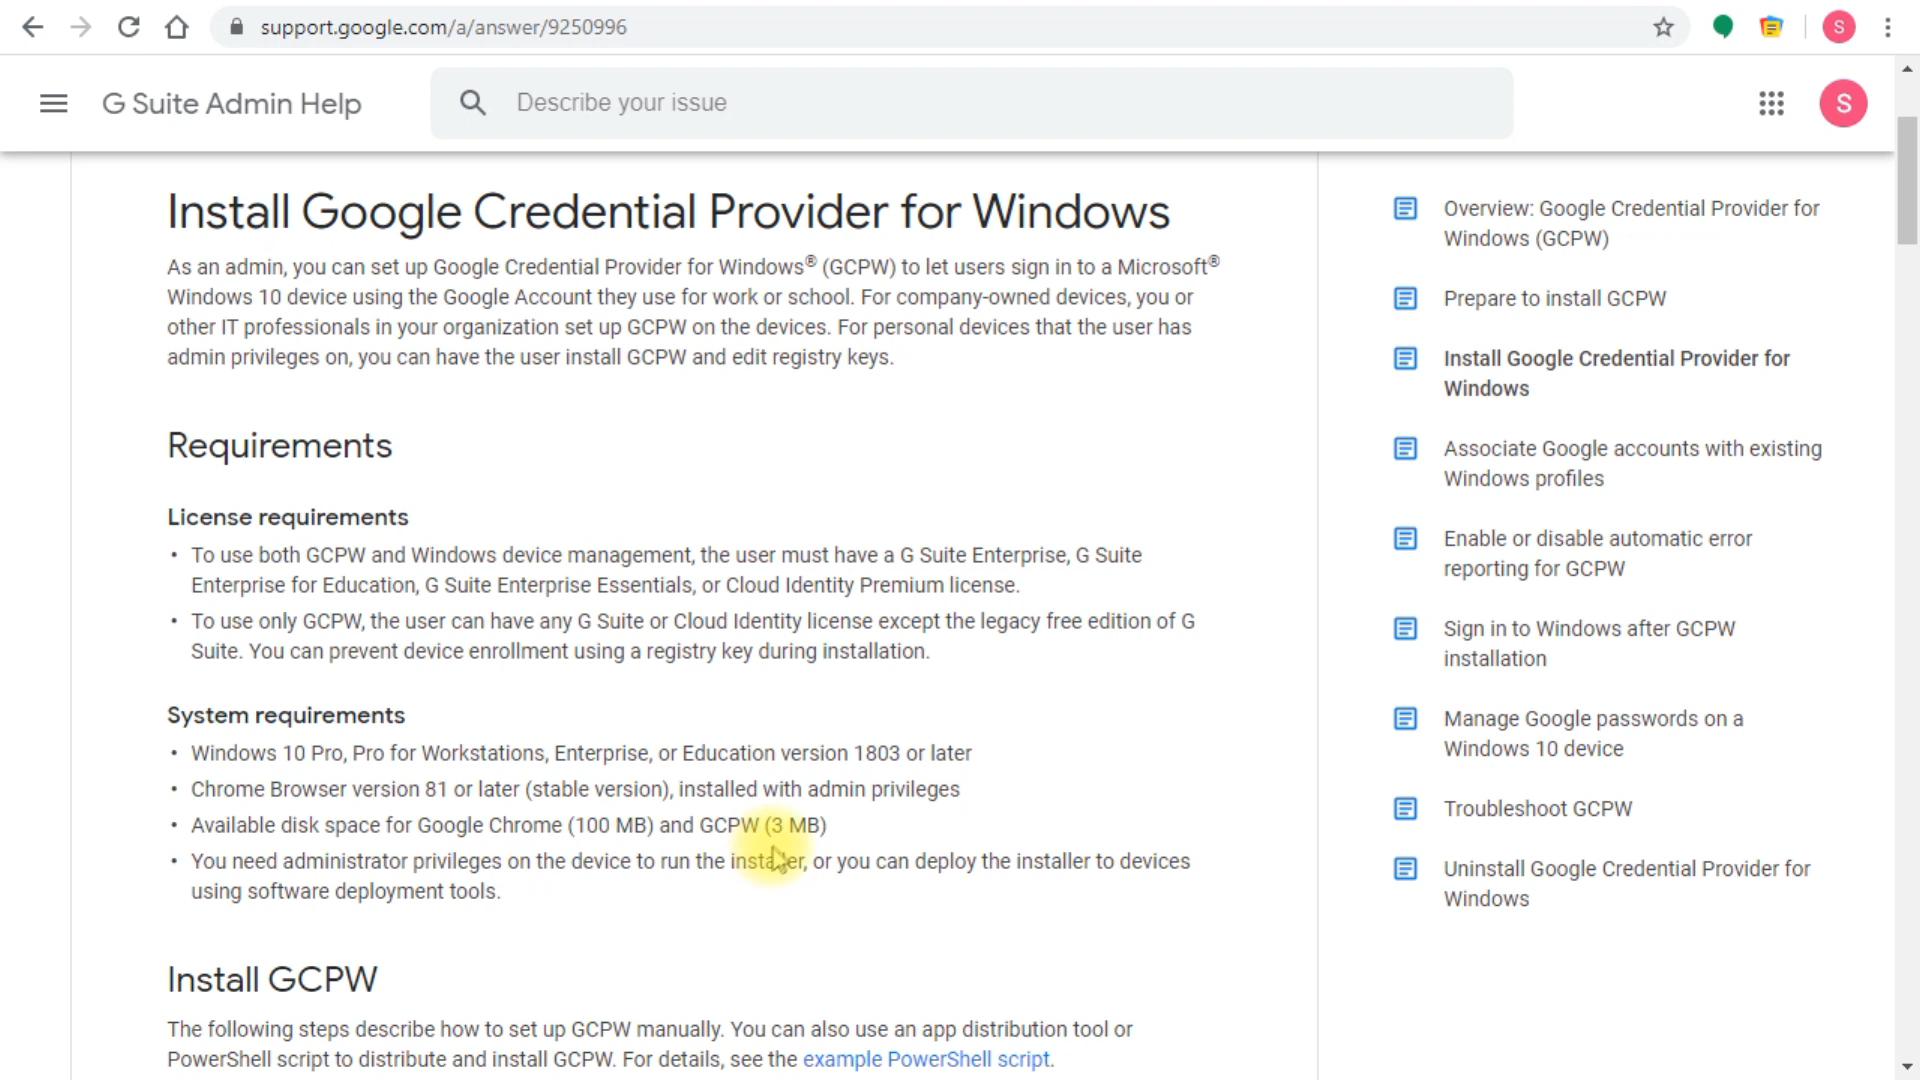 support.google.com/a/answer/9250996
S
G Suite Admin Help
Describe your issue
S
Install Google Credential Provider for Windows
As an admin, you can set up Google Credential Provider for Windows® (GCPW) to let users sign in to a Microsoft®
Windows 10 device using the Google Account they use for work or school. For company-owned devices, you or
other IT professionals in your organization set up GCPW on the devices. For personal devices that the user has
admin privileges on, you can have the user install GCPW and edit registry keys.
Requirements
License requirements
• To use both GCPW and Windows device management, the user must have a G Suite Enterprise, G Suite
Enterprise for Education, G Suite Enterprise Essentials, or Cloud Identity Premium license.
• To use only GCPW, the user can have any G Suite or Cloud Identity license except the legacy free edition of G
Suite. You can prevent device enrollment using a registry key during installation.
System requirements
• Windows 10 Pro, Pro for Workstations, Enterprise, or Education version 1803 or later
• Chrome Browser version 81 or later (stable version), installed with admin privileges
• Available disk space for Google Chrome (100 MB) and GCPW (3 MB)
• You need administrator privileges on the device to run the installer, or you can deploy the installer to devices
using software deployment tools.
Install GCPW
The following steps describe how to set up GCPW manually. You can also use an app distribution tool or
PowerShell script to distribute and install GCPW. For details, see the example PowerShell script.
Overview: Google Credential Provider for
Windows (GCPW)
Prepare to install GCPW
Install Google Credential Provider for
Windows
Associate Google accounts with existing
Windows profiles
Enable or disable automatic error
reporting for GCPW
Sign in to Windows after GCPW
installation
Manage Google passwords on a
Windows 10 device
Troubleshoot GCPW
Uninstall Google Credential Provider for
Windows